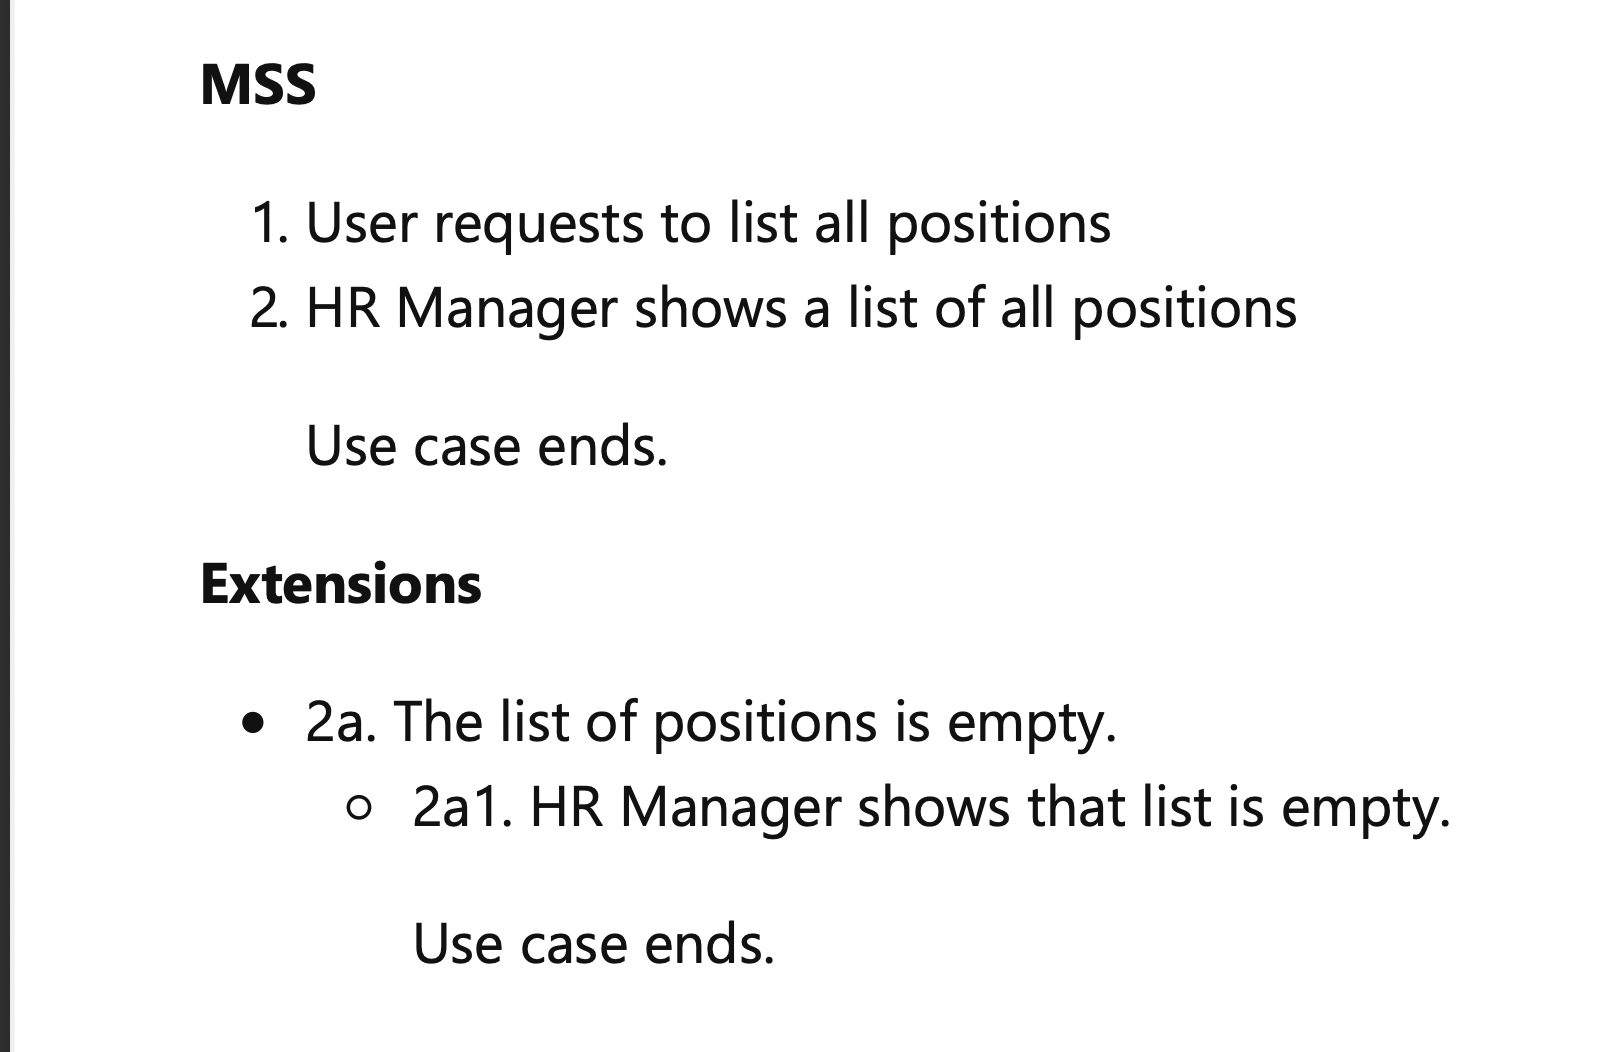 MSS
1. User requests to list all positions
2. HR Manager shows a list of all positions
Use case ends.
Extensions
• 2a. The list of positions is empty.
○ 2a1. HR Manager shows that list is empty.
Use case ends.